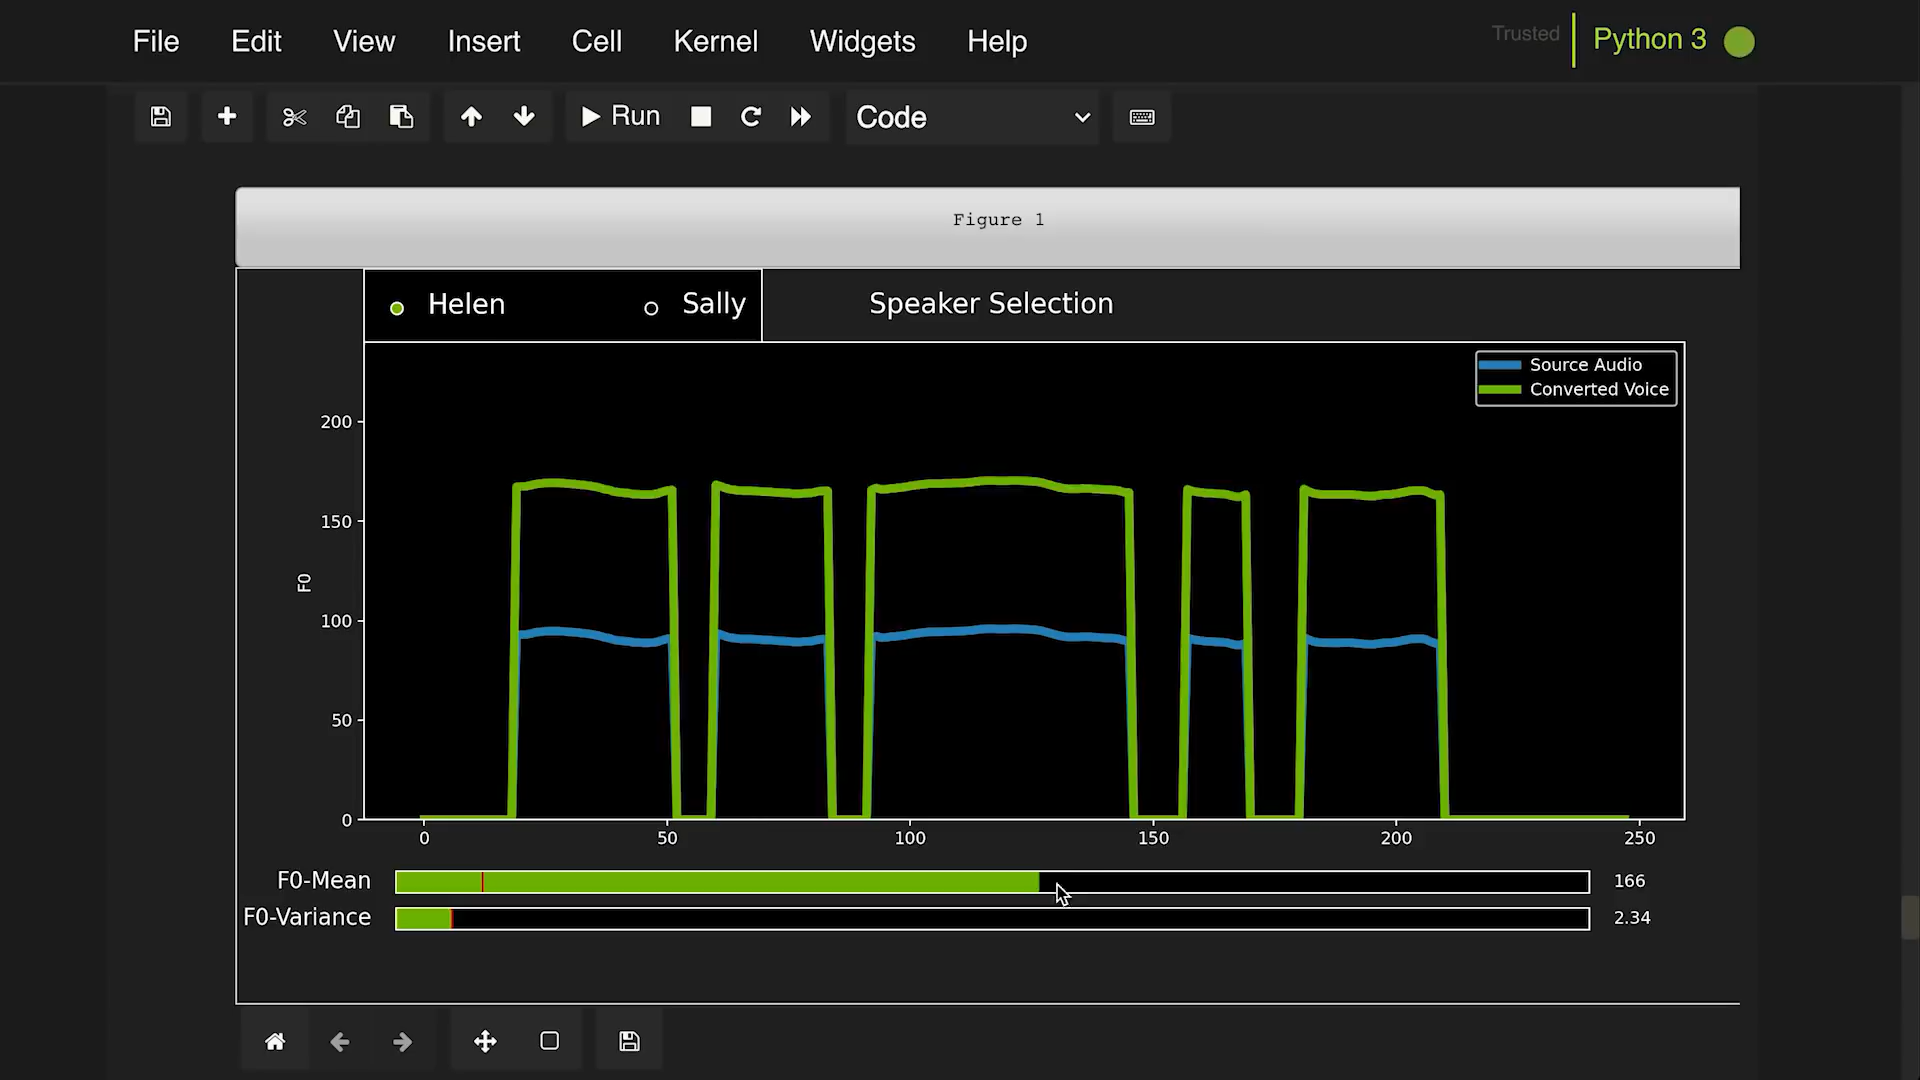 File Edit View Insert Cell Kernel Widgets Help Trusted Python 3
Run Code
Figure 1
Helen Sally Speaker Selection
Source Audio
Converted Voice
200
150
F0
100
50
0
0 50 100 150 200 250
F0-Mean 166
F0-Variance 2.34